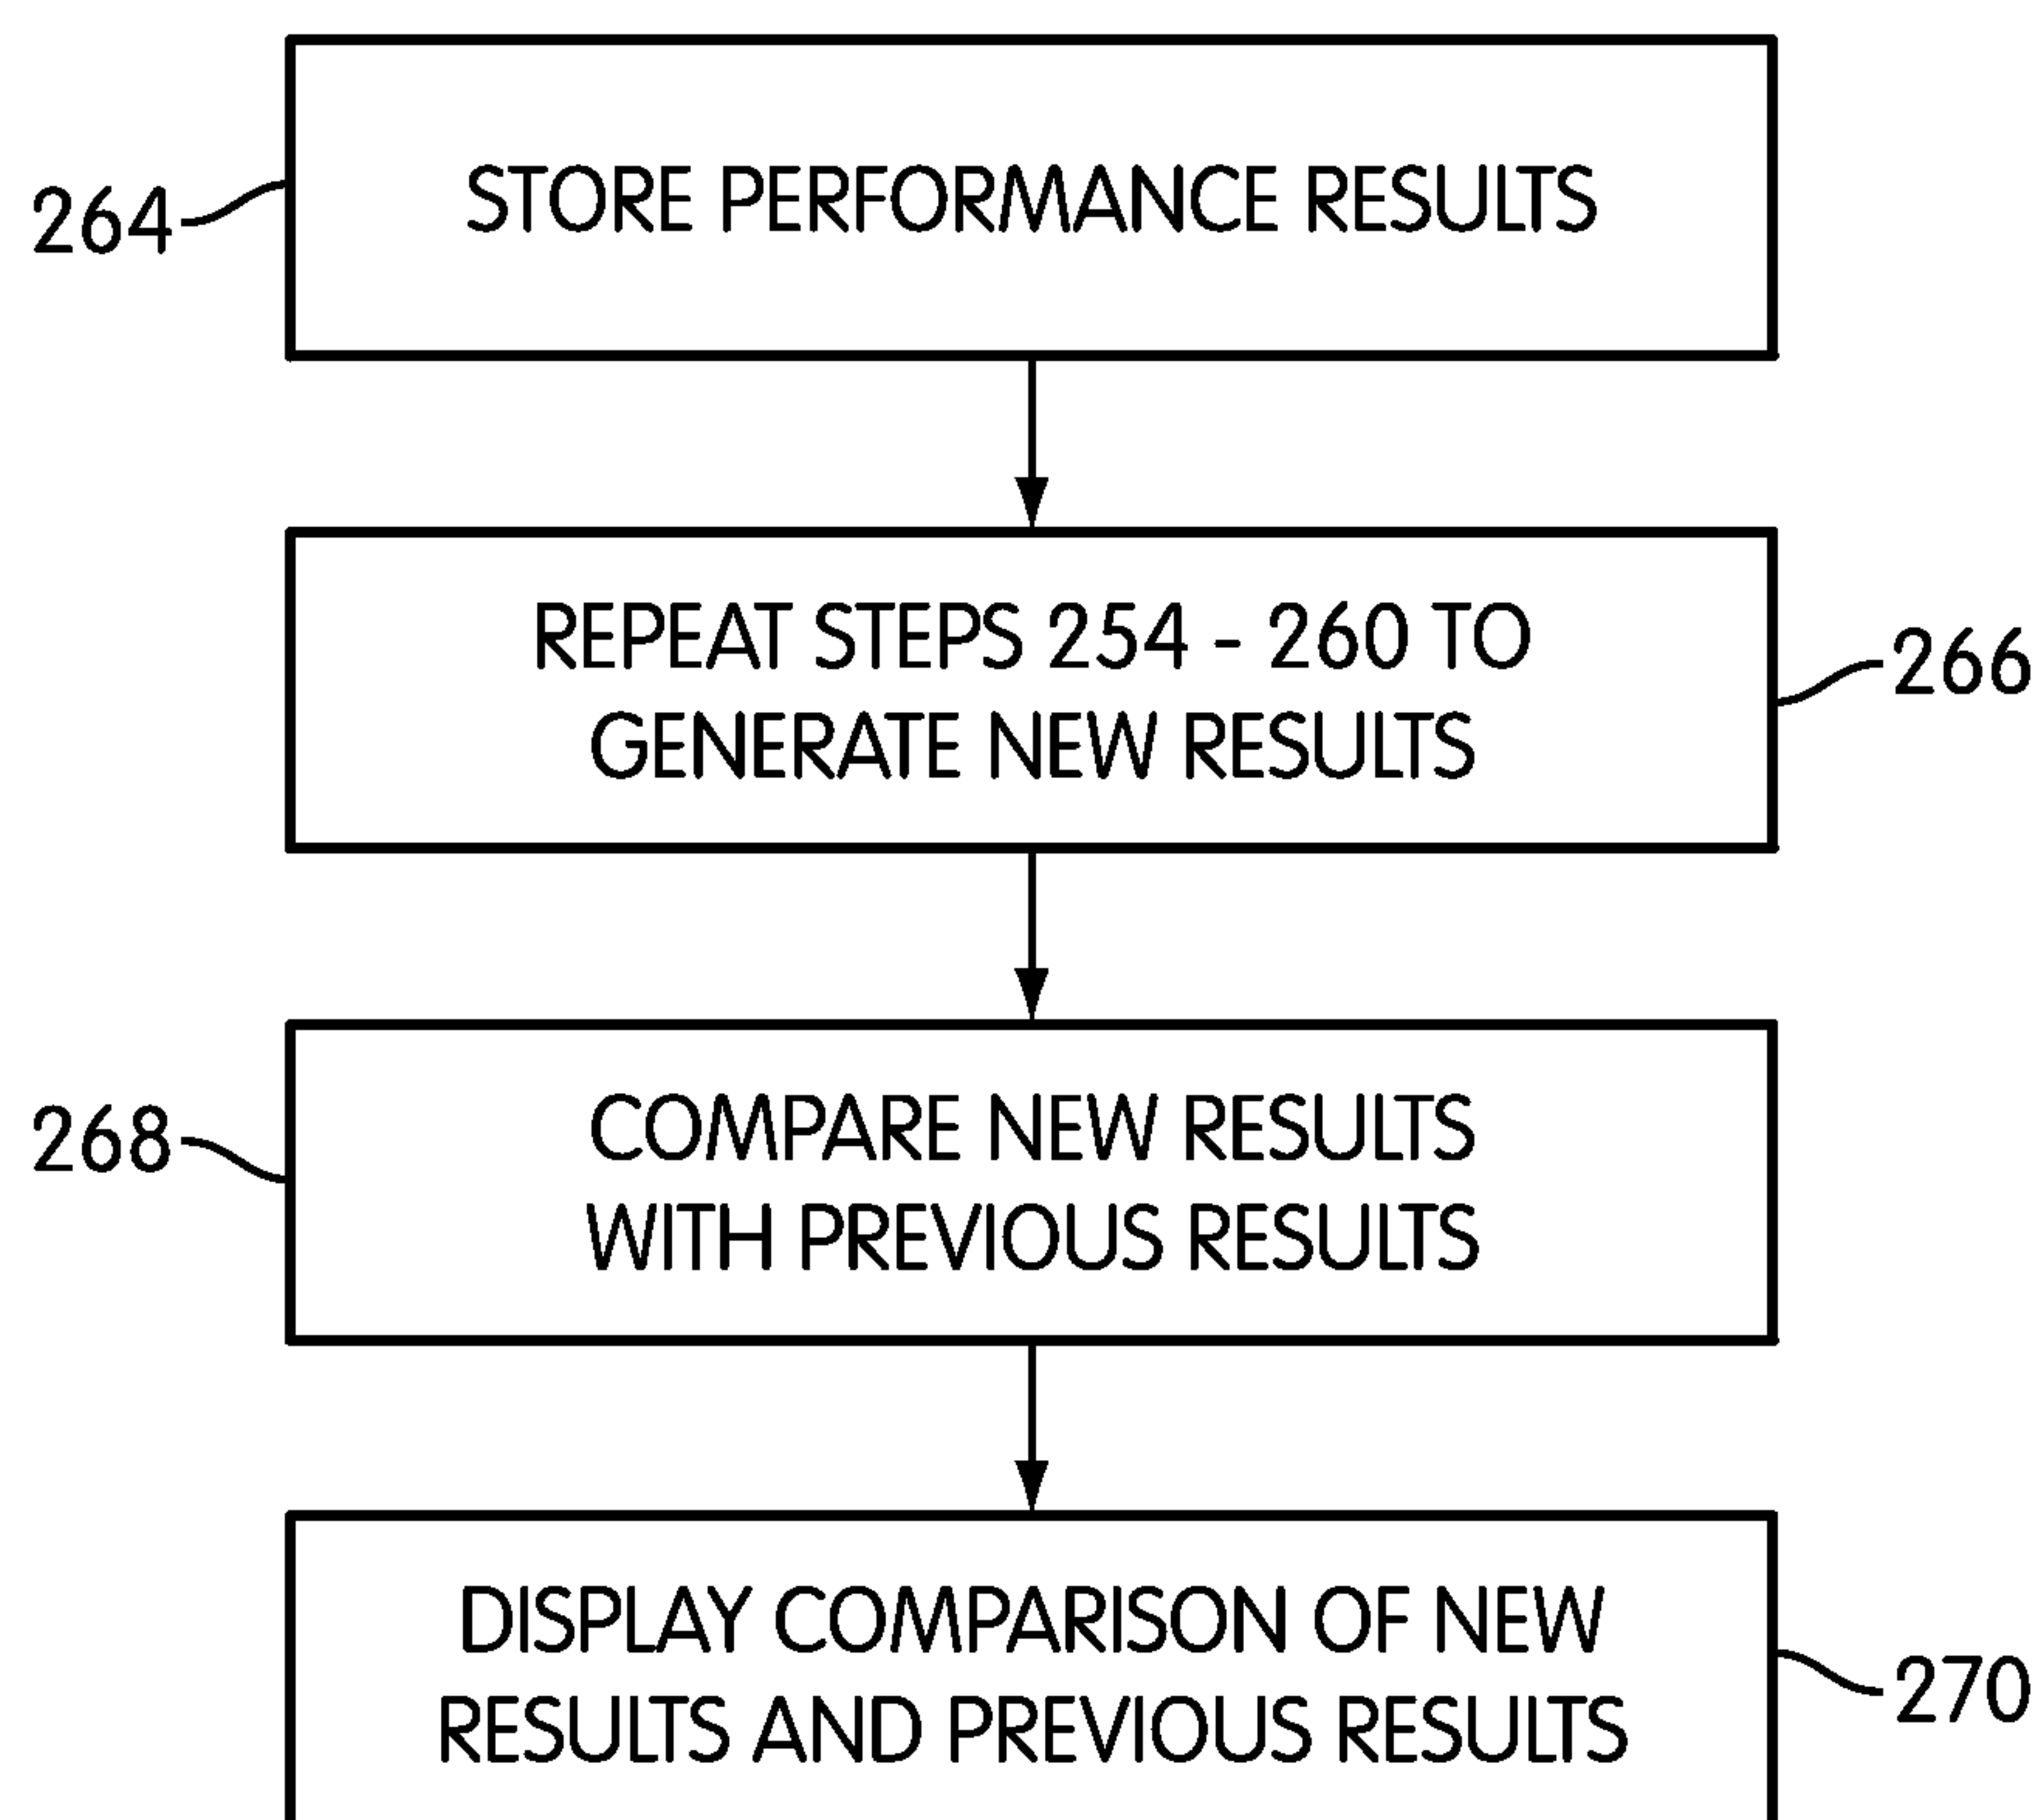 264
STORE PERFORMANCE RESULTS
REPEAT STEPS 254 - 260 TO
GENERATE NEW RESULTS
266
268
COMPARE NEW RESULTS
WITH PREVIOUS RESULTS
DISPLAY COMPARISON OF NEW
RESULTS AND PREVIOUS RESULTS
270